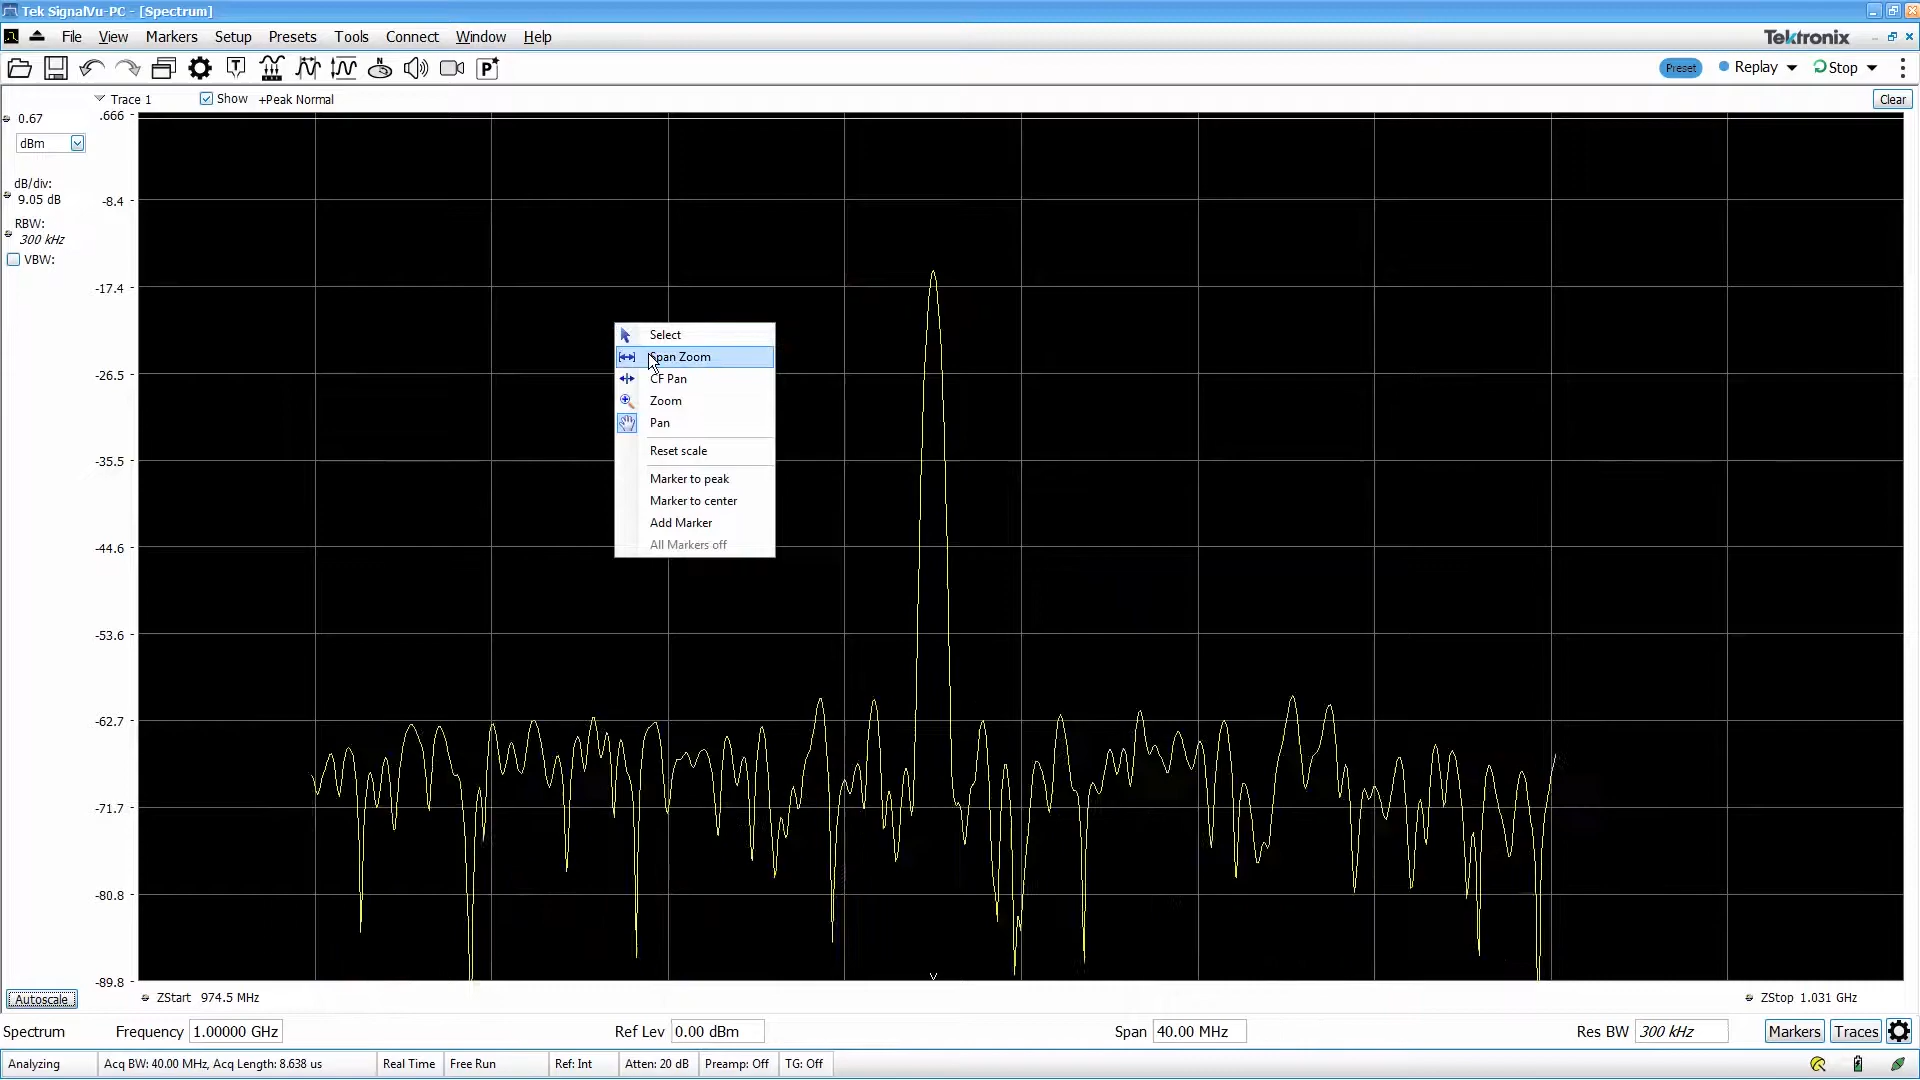 Tek SignalVu-PC - [Spectrum]
File View Markers Setup Presets Tools Connect Window Help
Tektronix
Preset Replay Stop
Trace 1 Show +Peak Normal Clear
0.67
dBm
dB/div:
9.05 dB
RBW:
300 kHz
VBW:
.666
-8.4
-17.4
-26.5
-35.5
-44.6
-53.6
-62.7
-71.7
-80.8
-89.8
Select
Span Zoom
CF Pan
Zoom
Pan
Reset scale
Marker to peak
Marker to center
Add Marker
All Markers off
Autoscale ZStart 974.5 MHz ZStop 1.031 GHz
Spectrum Frequency 1.00000 GHz Ref Lev 0.00 dBm Span 40.00 MHz Res BW 300 kHz Markers Traces
Analyzing Acq BW: 40.00 MHz, Acq Length: 8.638 us Real Time Free Run Ref: Int Atten: 20 dB Preamp: Off TG: Off